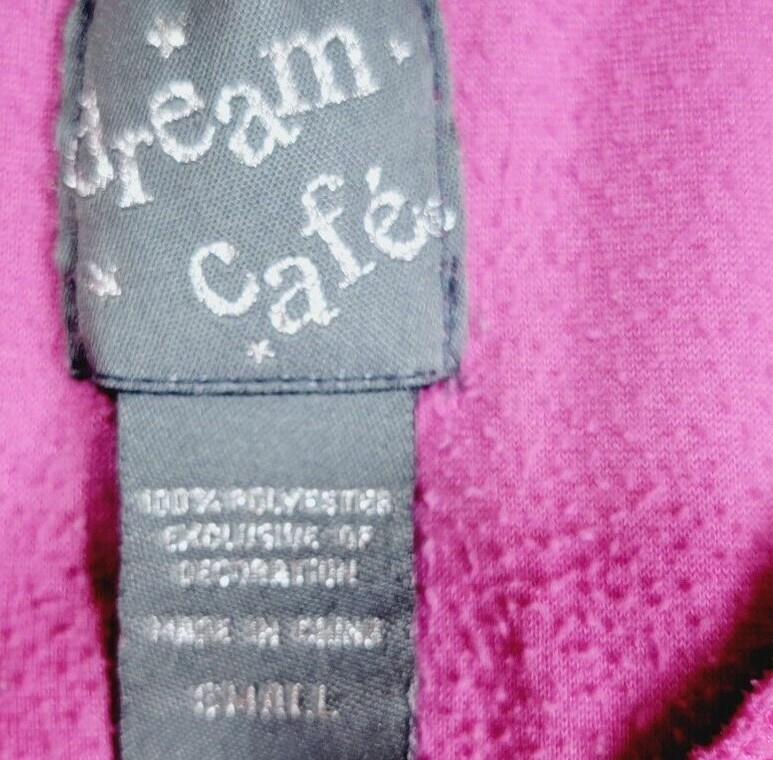 dream
café
100% POLYESTER
EXCLUSIVE OF
DECORATION
MADE IN CHINA
SMALL